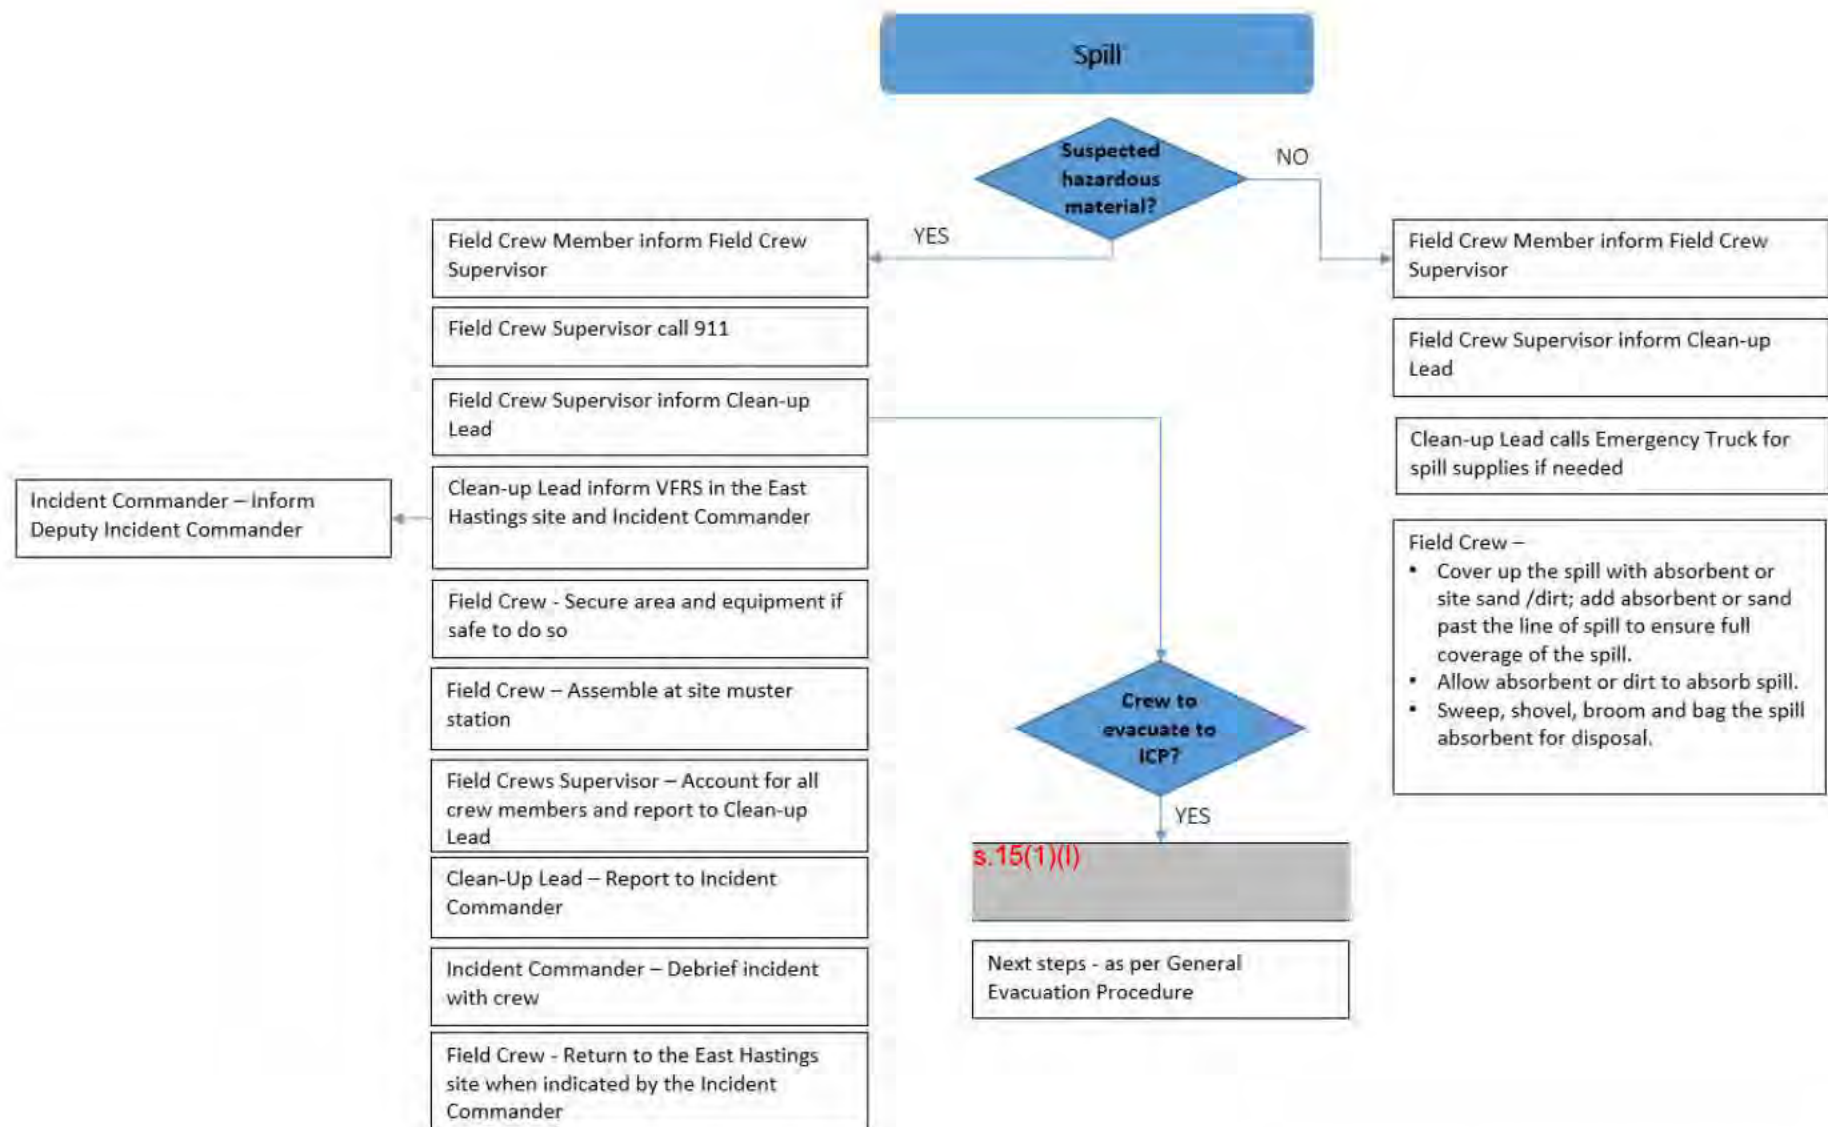 Spill
Suspected
hazardous
material?
NO
YES
Field Crew Member inform Field Crew
Supervisor
Field Crew Supervisor call 911
Field Crew Supervisor inform Clean-up
Lead
Clean-up Lead inform VFRS in the East
Hastings site and Incident Commander
Incident Commander – Inform
Deputy Incident Commander
Field Crew - Secure area and equipment if
safe to do so
Field Crew – Assemble at site muster
station
Field Crews Supervisor – Account for all
crew members and report to Clean-up
Lead
Clean-Up Lead – Report to Incident
Commander
Incident Commander – Debrief incident
with crew
Field Crew - Return to the East Hastings
site when indicated by the Incident
Commander
Crew to
evacuate to
ICP?
YES
s.15(1)(l)
Next steps - as per General
Evacuation Procedure
Field Crew Member inform Field Crew
Supervisor
Field Crew Supervisor inform Clean-up
Lead
Clean-up Lead calls Emergency Truck for
spill supplies if needed
Field Crew –
• Cover up the spill with absorbent or
site sand /dirt; add absorbent or sand
past the line of spill to ensure full
coverage of the spill.
• Allow absorbent or dirt to absorb spill.
• Sweep, shovel, broom and bag the spill
absorbent for disposal.